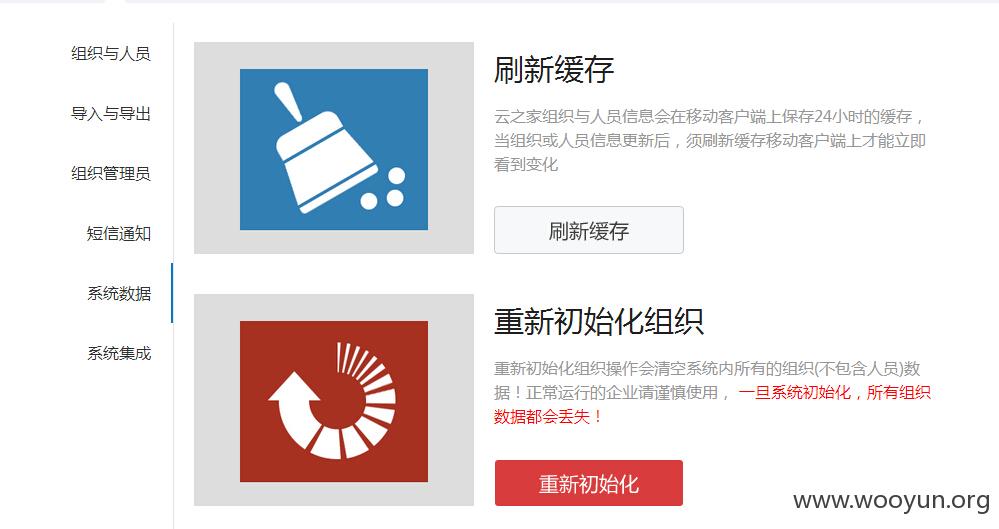 组织与人员
导入与导出
组织管理员
短信通知
系统数据
系统集成
刷新缓存
云之家组织与人员信息会在移动客户端上保存24小时的缓存，
当组织或人员信息更新后，须刷新缓存移动客户端上才能立即
看到变化
刷新缓存
重新初始化组织
重新初始化组织操作会清空系统内所有的组织(不包含人员)数
据！正常运行的企业请谨慎使用，一旦系统初始化，所有组织
数据都会丢失！
重新初始化
www.wooyun.org